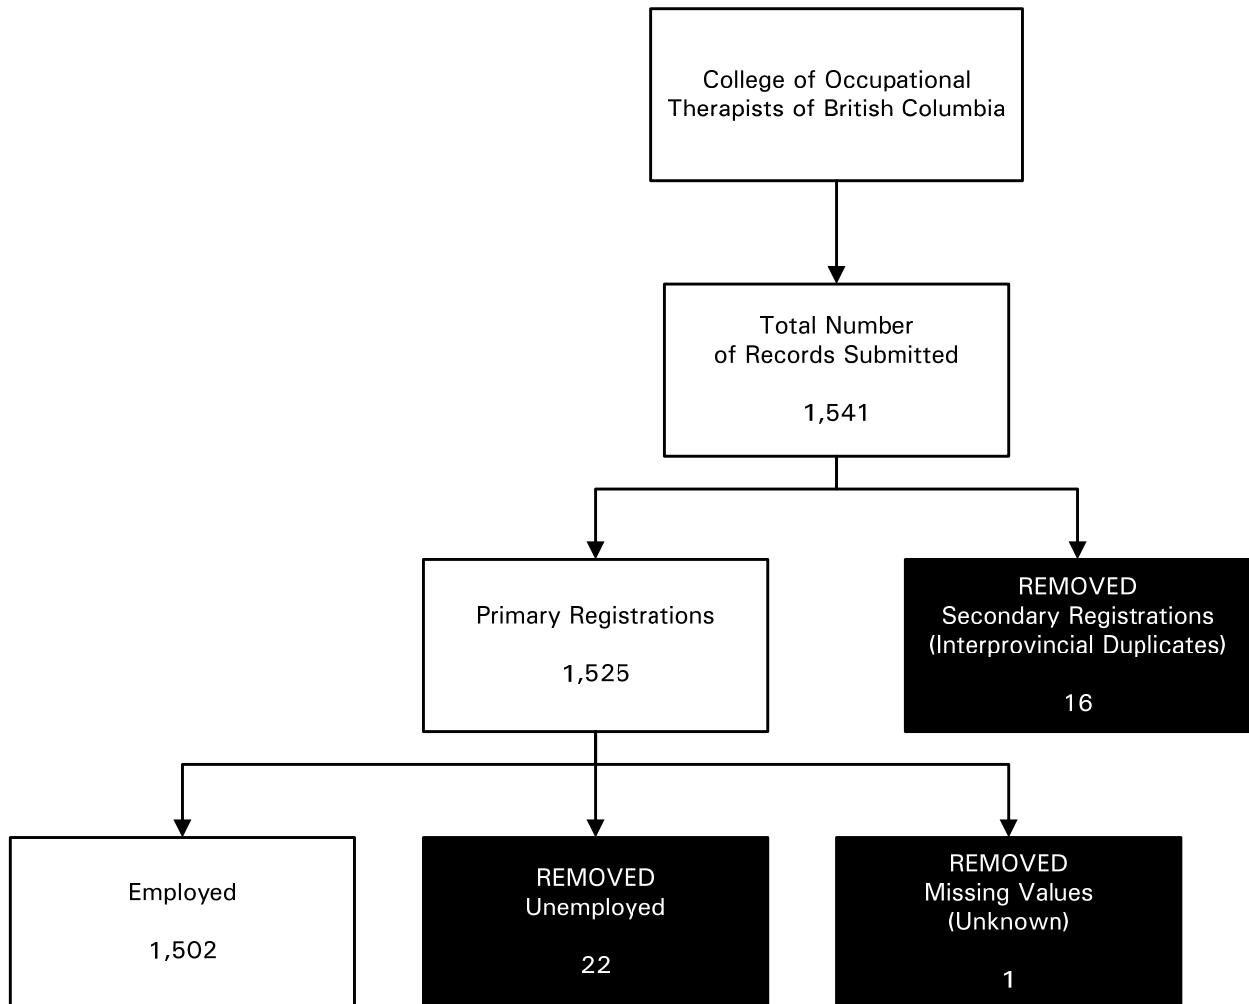 College of Occupational
Therapists of British Columbia
Total Number
of Records Submitted
1,541
Primary Registrations
1,525
REMOVED
Secondary Registrations
(Interprovincial Duplicates)
16
Employed
1,502
REMOVED
Unemployed
22
REMOVED
Missing Values
(Unknown)
1